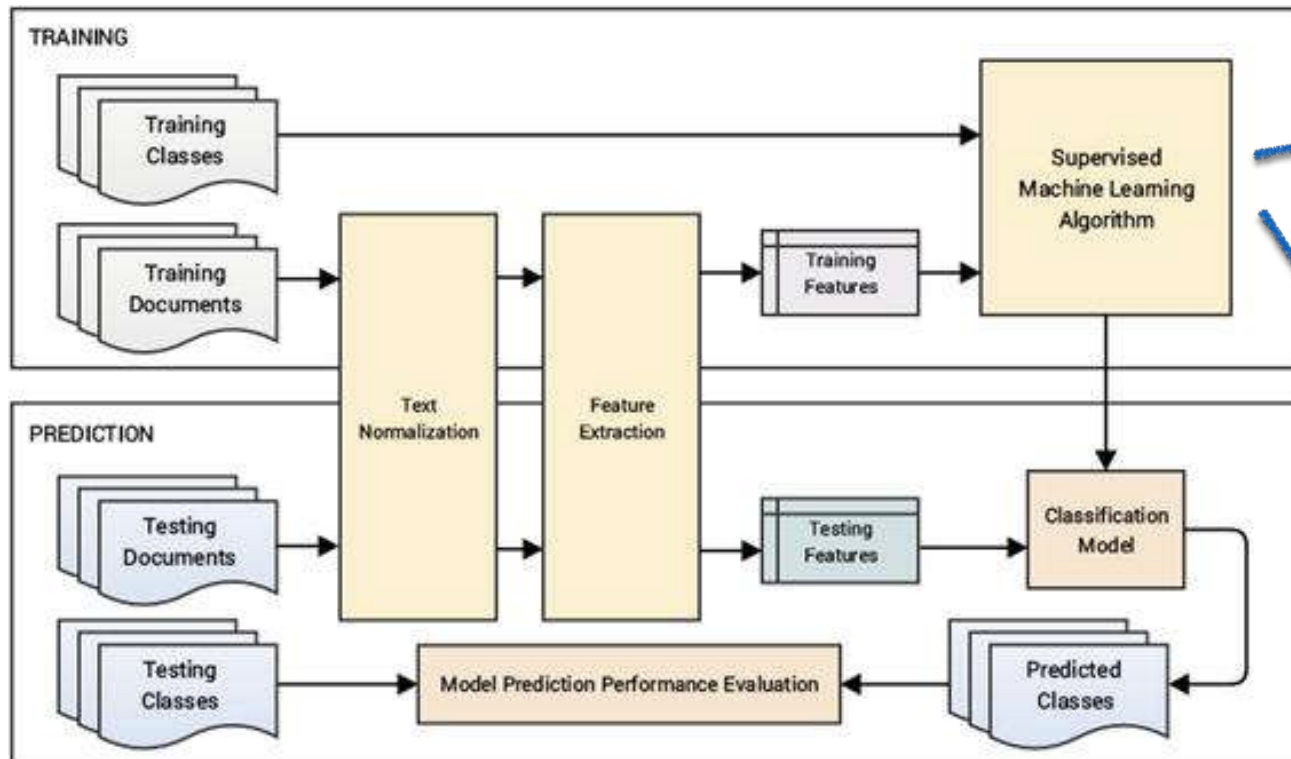 TRAINING
Training
Classes
Supervised
Machine Learning
Algorithm
Training
Documents
Training
Features
Text
Normalization
Feature
Extraction
PREDICTION
Testing
Documents
Testing
Features
Classification
Model
Testing
Classes
Model Prediction Performance Evaluation
Predicted
Classes